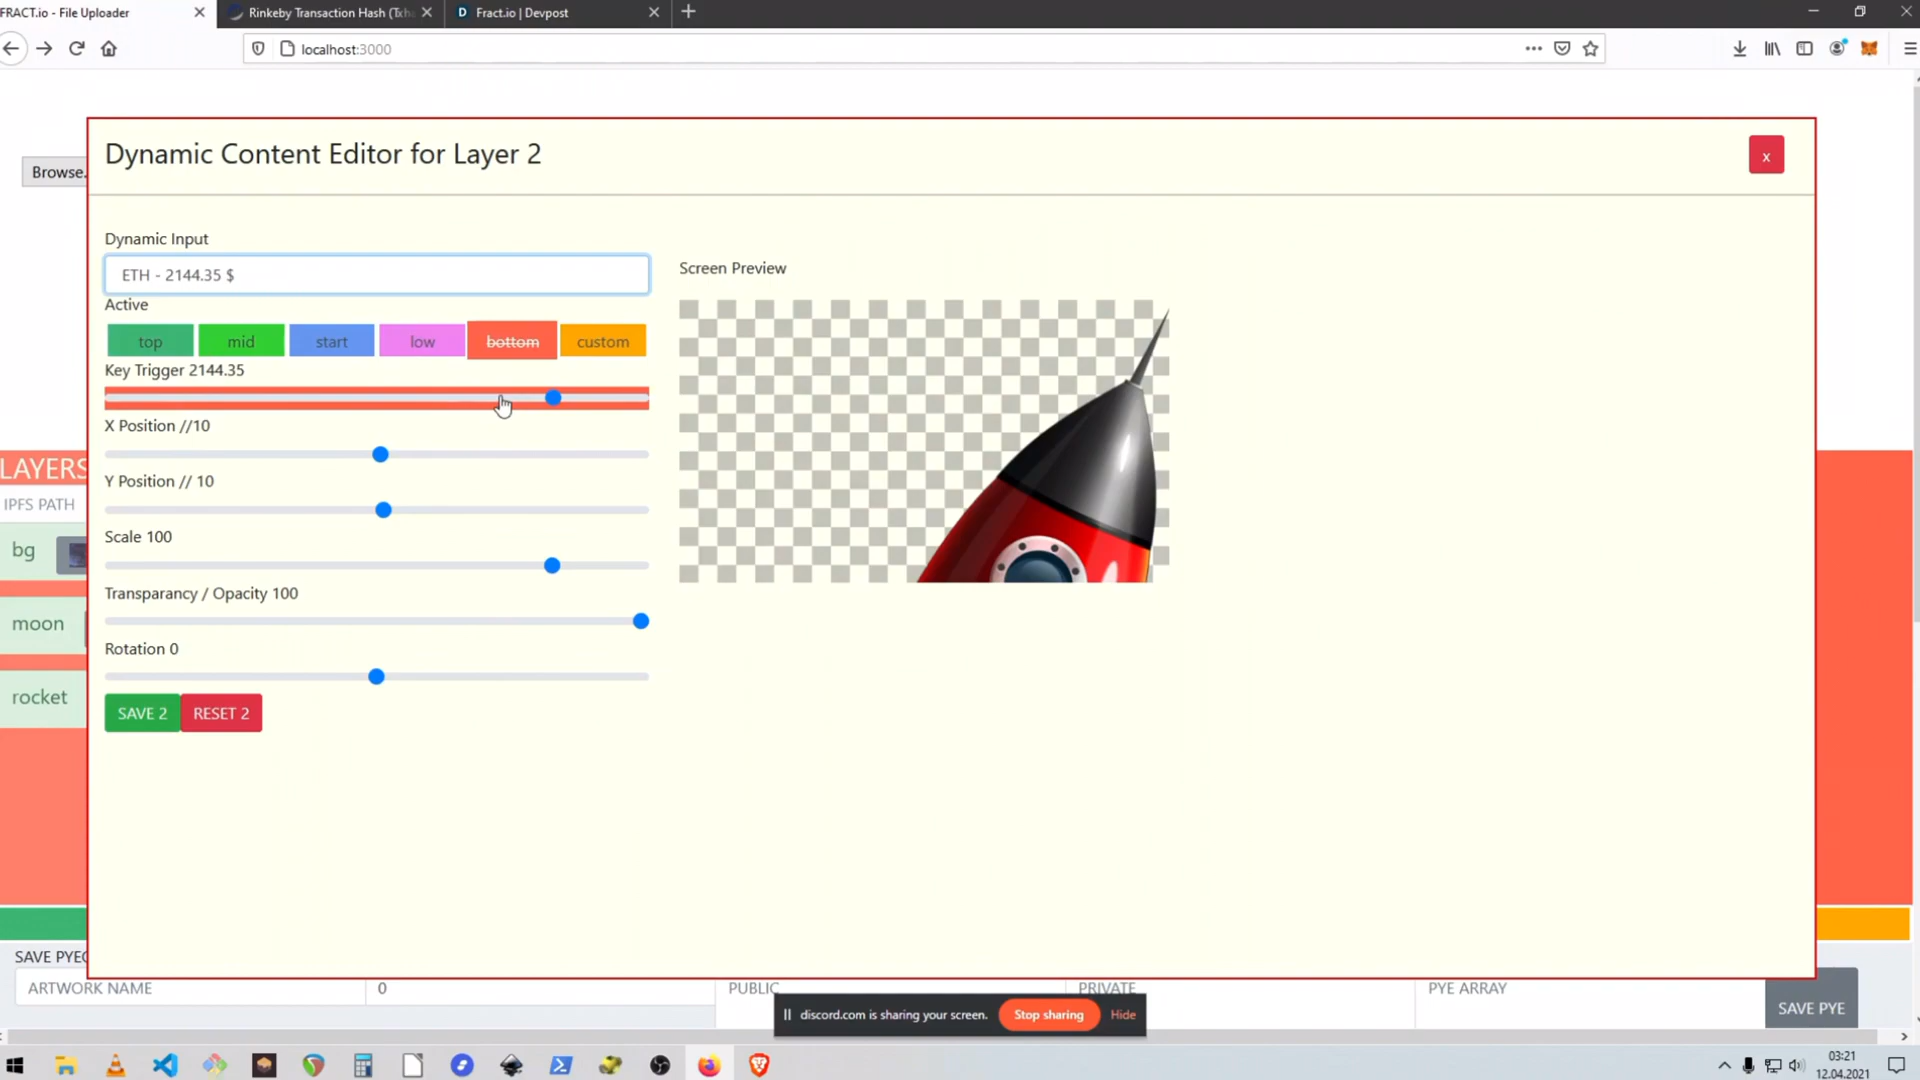 FRACT.io - File Uploader
Rinkeby Transaction Hash (Txha
Fract.io | Devpost
localhost:3000
Browse.
Dynamic Content Editor for Layer 2
x
Dynamic Input
ETH - 2144.35 $
Active
top mid start low bottom custom
Key Trigger 2144.35
X Position //10
Y Position // 10
Scale 100
Transparancy / Opacity 100
Rotation 0
SAVE 2 RESET 2
Screen Preview
LAYERS
IPFS PATH
bg
moon
rocket
SAVE PYE
ARTWORK NAME
0
PUBLIC
PRIVATE
PYE ARRAY
SAVE PYE
discord.com is sharing your screen. Stop sharing Hide
03:21
12.04.2021